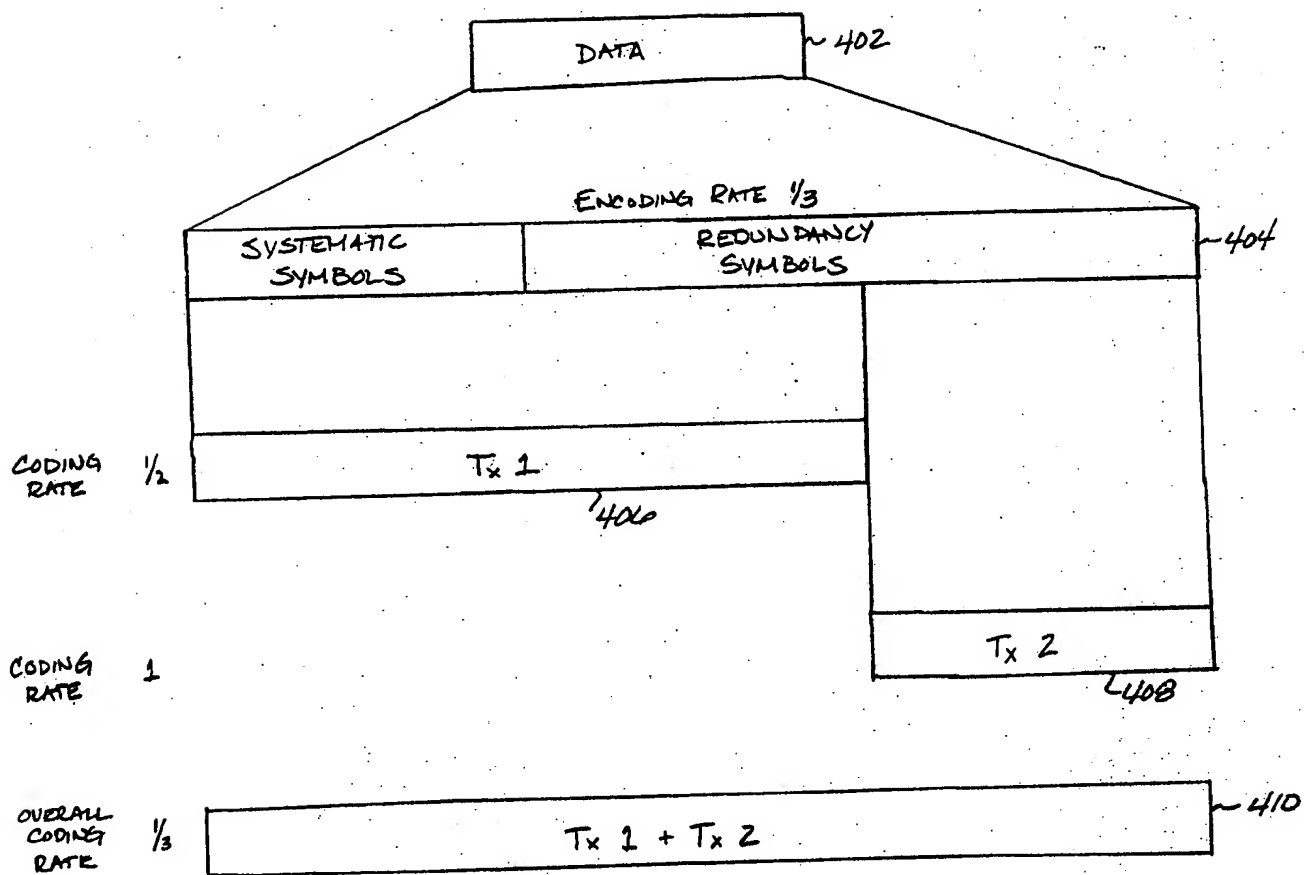 DATA
402
ENCODING RATE 1/3
SYSTEMATIC
SYMBOLS
REDUNDANCY
SYMBOLS
404
CODING
RATE
1/2
Tx 1
406
CODING
RATE
1
Tx 2
408
OVERALL
CODING
RATE
1/3
Tx 1 + Tx 2
410